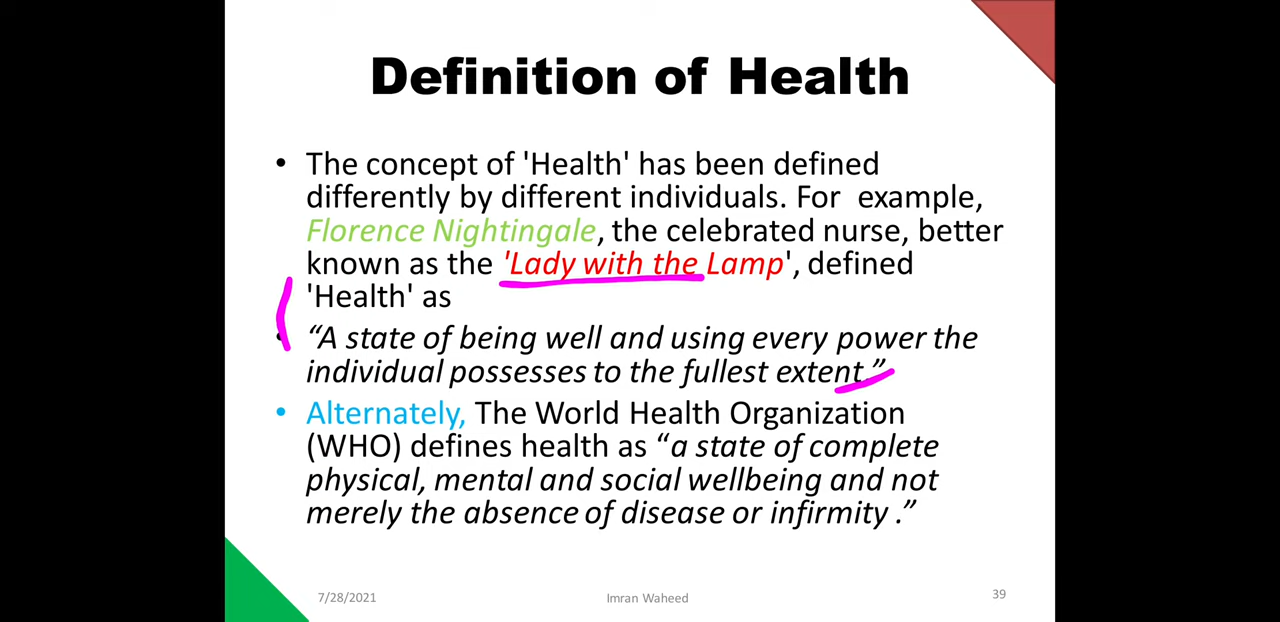 Definition of Health
• The concept of 'Health' has been defined
differently by different individuals. For  example,
Florence Nightingale, the celebrated nurse, better
known as the 'Lady with the Lamp', defined
'Health' as
• “A state of being well and using every power the
individual possesses to the fullest extent.”
• Alternately, The World Health Organization
(WHO) defines health as “a state of complete
physical, mental and social wellbeing and not
merely the absence of disease or infirmity .”
7/28/2021
Imran Waheed
39